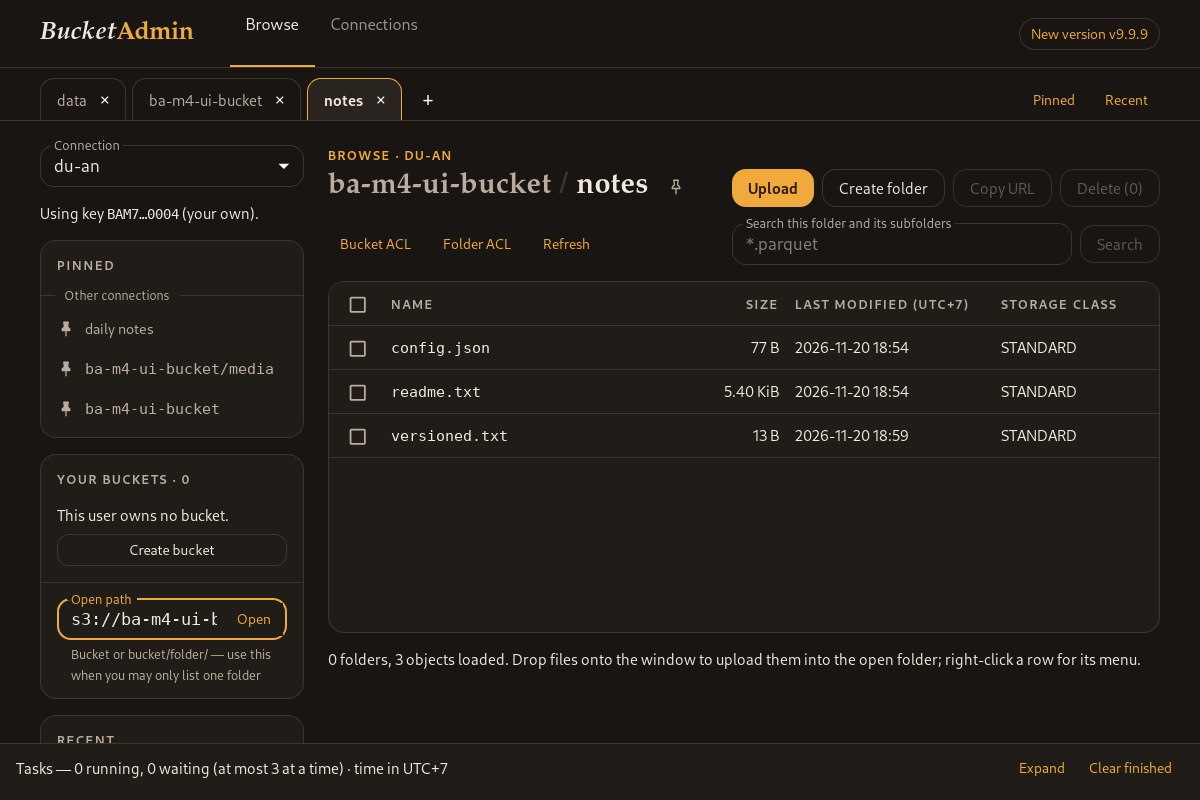 BucketAdmin
Browse
Connections
New version v9.9.9
data ×
ba-m4-ui-bucket ×
notes ×
+
Pinned
Recent
Connection
du-an
Using key BAM7…0004 (your own).
PINNED
Other connections
daily notes
ba-m4-ui-bucket/media
ba-m4-ui-bucket
YOUR BUCKETS · 0
This user owns no bucket.
Create bucket
Open path
s3://ba-m4-ui-b
Open
Bucket or bucket/folder/ — use this
when you may only list one folder
RECENT
BROWSE · DU-AN
ba-m4-ui-bucket / notes
Upload
Create folder
Copy URL
Delete (0)
Bucket ACL
Folder ACL
Refresh
Search this folder and its subfolders
*.parquet
Search
NAME SIZE LAST MODIFIED (UTC+7) STORAGE CLASS
config.json 77 B 2026-11-20 18:54 STANDARD
readme.txt 5.40 KiB 2026-11-20 18:54 STANDARD
versioned.txt 13 B 2026-11-20 18:59 STANDARD
0 folders, 3 objects loaded. Drop files onto the window to upload them into the open folder; right-click a row for its menu.
Tasks — 0 running, 0 waiting (at most 3 at a time) · time in UTC+7
Expand
Clear finished